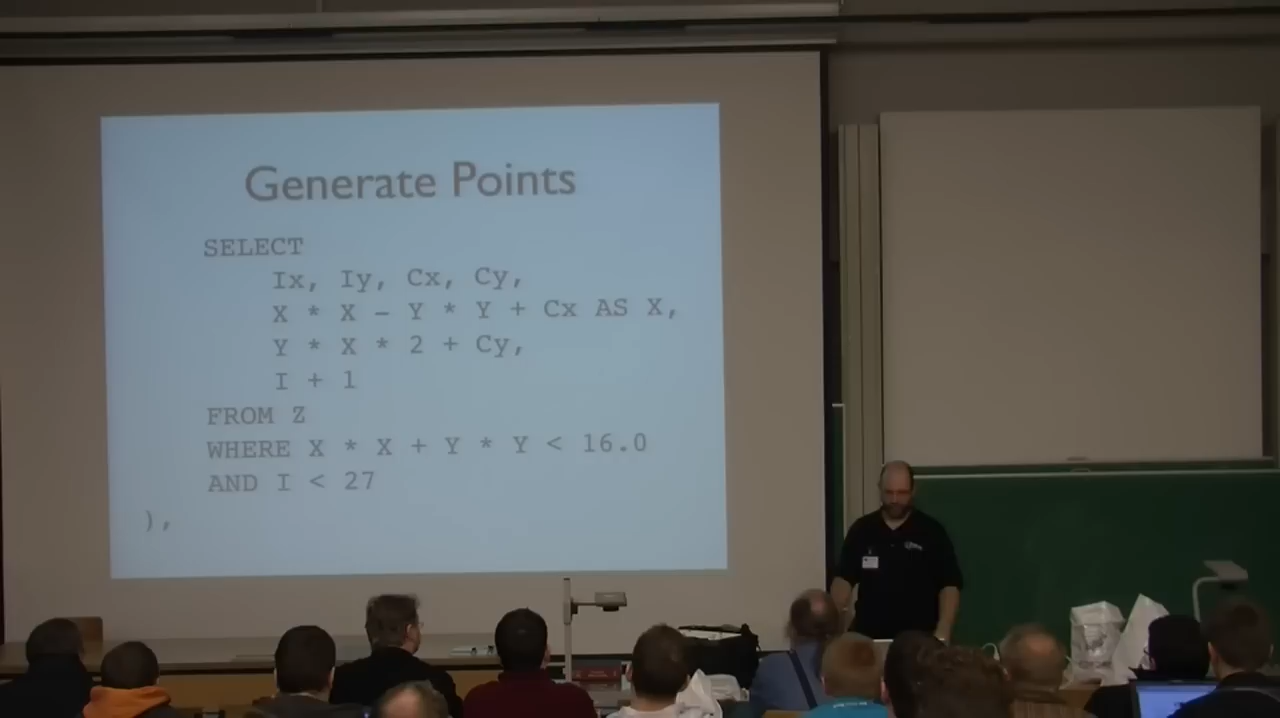 Generate Points
SELECT
Ix, Iy, Cx, Cy,
X * X - Y * Y + Cx AS X,
Y * X * 2 + Cy,
I + 1
FROM Z
WHERE X * X + Y * Y < 16.0
AND I < 27
),